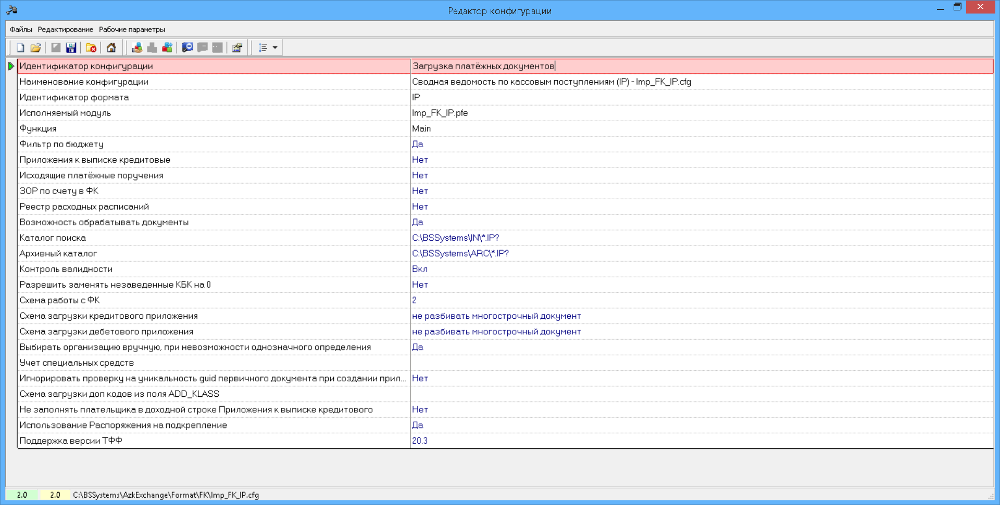 Редактор конфигурации
Файлы Редактирование Рабочие параметры
Идентификатор конфигурации Загрузка платёжных документов
Наименование конфигурации Сводная ведомость по кассовым поступлениям (IP) - Imp_FK_IP.cfg
Идентификатор формата IP
Исполняемый модуль Imp_FK_IP.pfe
Функция Main
Фильтр по бюджету Да
Приложения к выписке кредитовые Нет
Исходящие платёжные поручения Нет
ЗОР по счету в ФК Нет
Реестр расходных расписаний Нет
Возможность обрабатывать документы Да
Каталог поиска C:\BSSystems\IN\*.IP?
Архивный каталог C:\BSSystems\ARC\*.IP?
Контроль валидности Вкл
Разрешить заменять незаведенные КБК на 0 Нет
Схема работы с ФК 2
Схема загрузки кредитового приложения не разбивать многострочный документ
Схема загрузки дебетового приложения не разбивать многострочный документ
Выбирать организацию вручную, при невозможности однозначного определения Да
Учет специальных средств
Игнорировать проверку на уникальность guid первичного документа при создании прил... Нет
Схема загрузки доп кодов из поля ADD_KLASS
Не заполнять плательщика в доходной строке Приложения к выписке кредитового Нет
Использование Распоряжения на подкрепление Да
Поддержка версии ТФФ 20.3
2.0 2.0 C:\BSSystems\AzkExchange\Format\FK\Imp_FK_IP.cfg